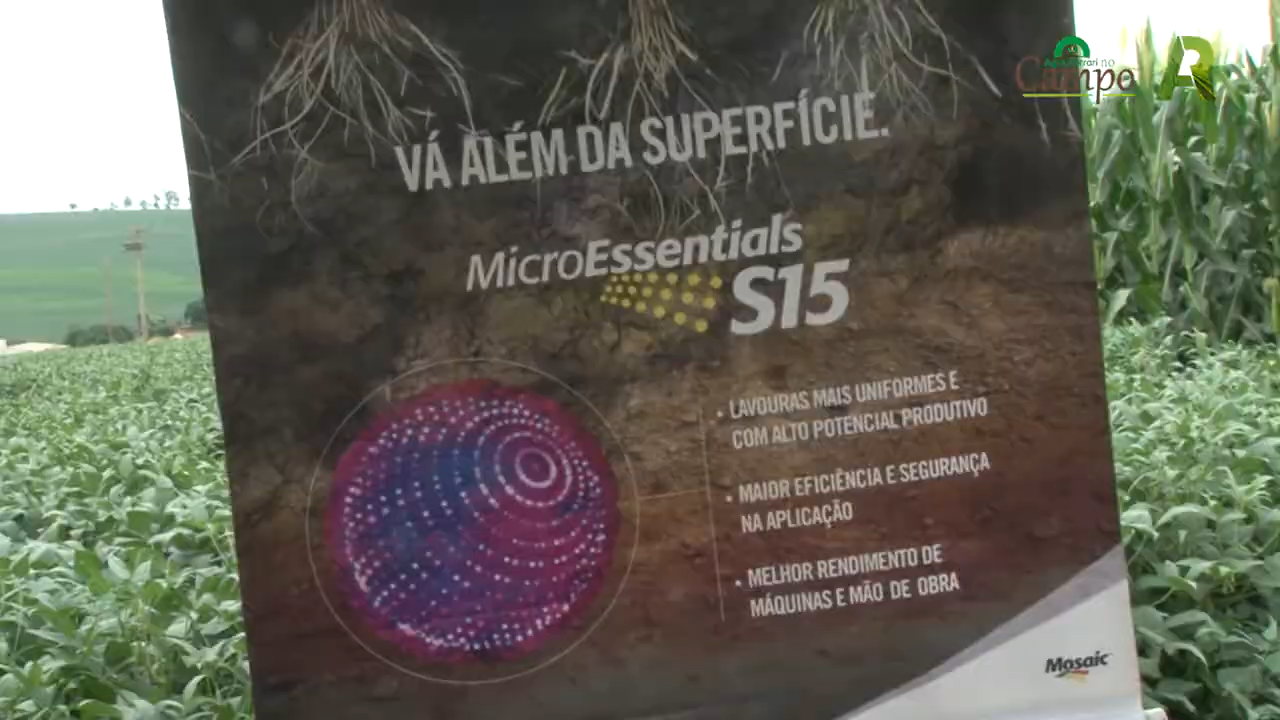 Campo
VÁ ALÉM DA SUPERFÍCIE.
MicroEssentials
S15
• LAVOURAS MAIS UNIFORMES E
COM ALTO POTENCIAL PRODUTIVO
• MAIOR EFICIÊNCIA E SEGURANÇA
NA APLICAÇÃO
• MELHOR RENDIMENTO DE
MÁQUINAS E MÃO DE OBRA
Mosaic